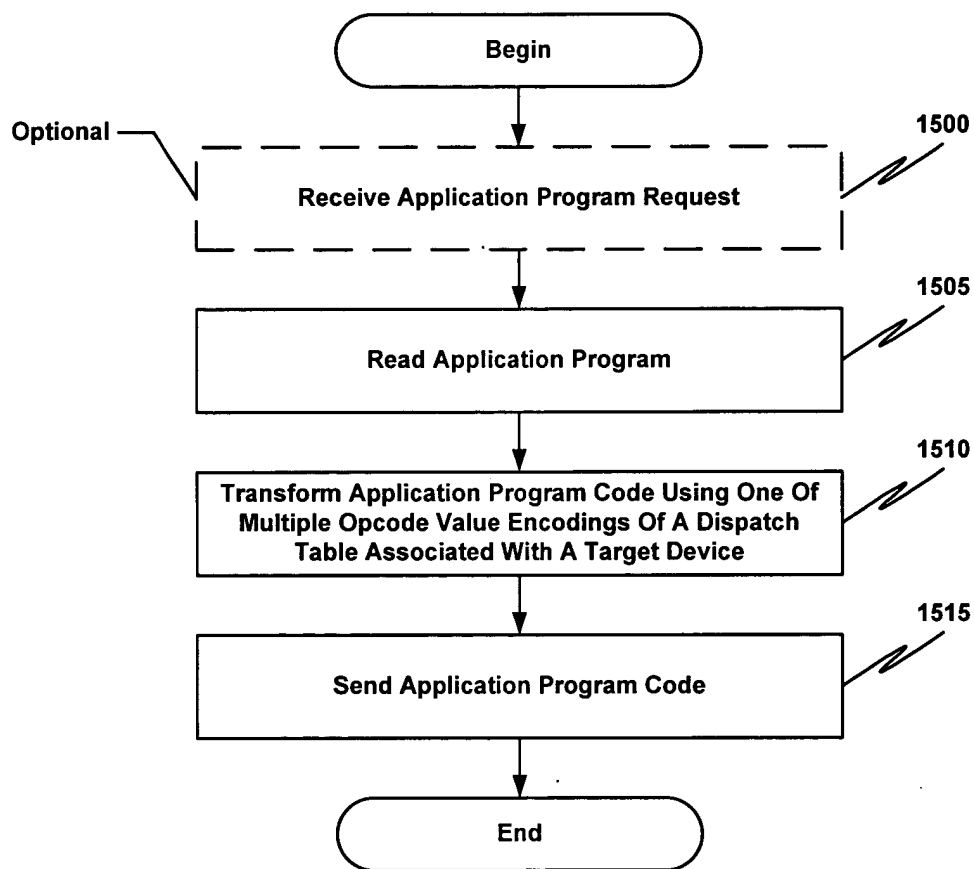 Begin
Optional
1500
Receive Application Program Request
1505
Read Application Program
1510
Transform Application Program Code Using One Of
Multiple Opcode Value Encodings Of A Dispatch
Table Associated With A Target Device
1515
Send Application Program Code
End